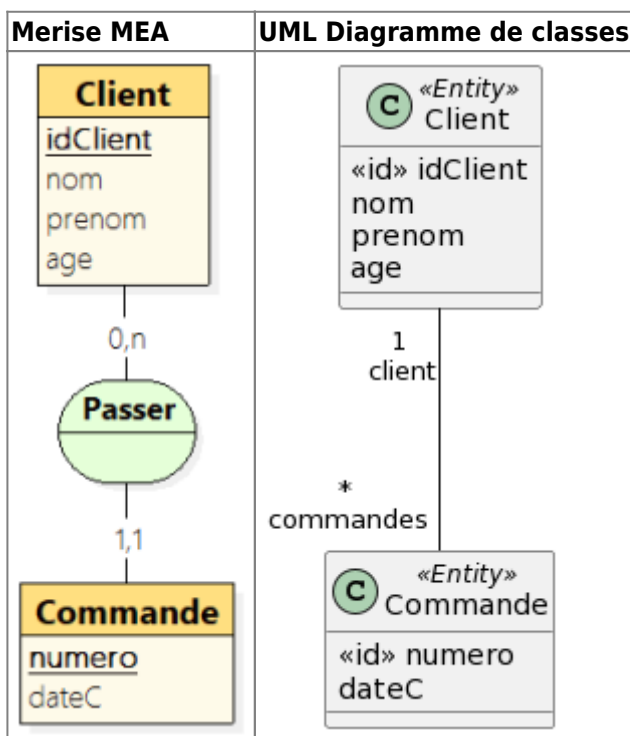 Merise MEA
UML Diagramme de classes
Client
idClient
nom
prenom
age
0,n
Passer
1,1
Commande
numero
dateC
C «Entity»
Client
«id» idClient
nom
prenom
age
1
client
*
commandes
C «Entity»
Commande
«id» numero
dateC